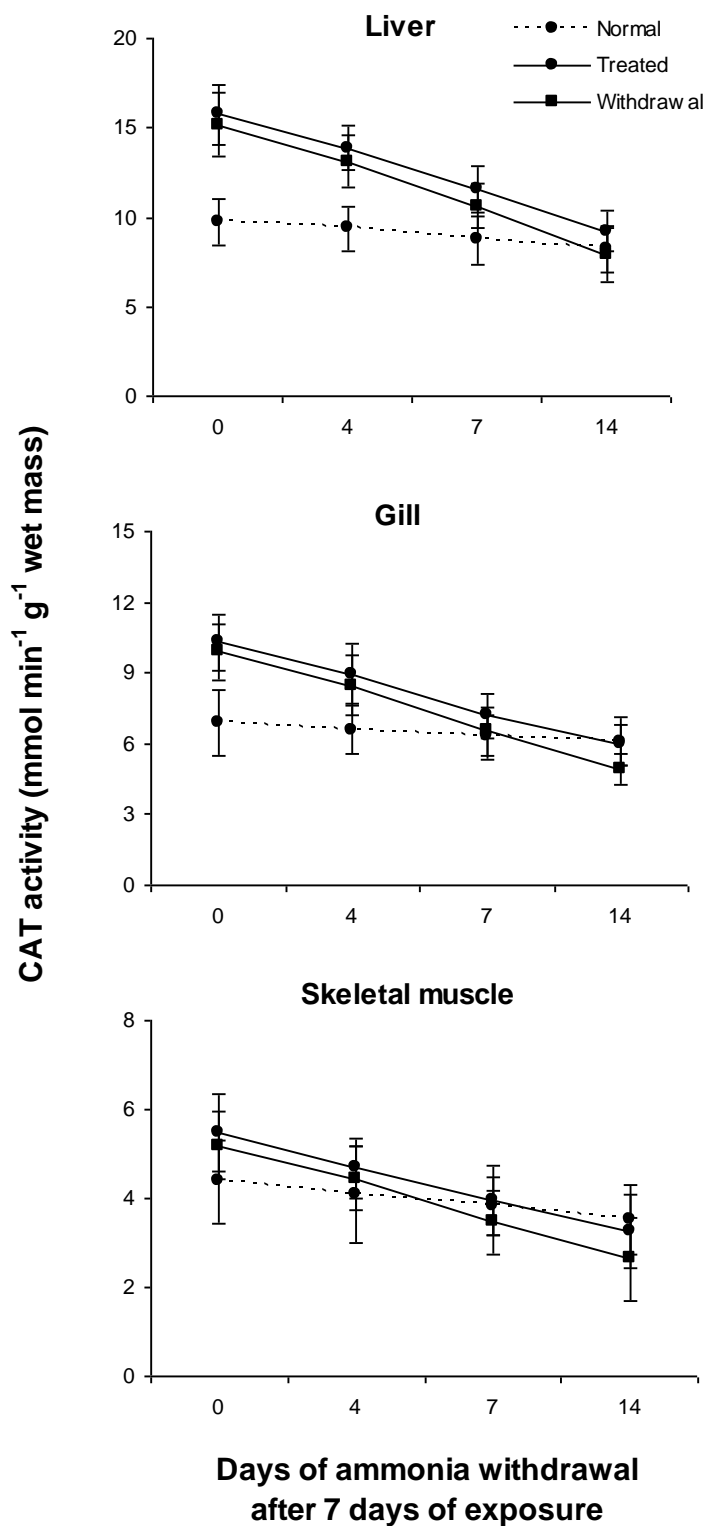 Liver
Normal
Treated
Withdrawal
20
15
10
5
0
0 4 7 14
Gill
15
12
9
6
3
0
0 4 7 14
Skeletal muscle
8
6
4
2
0
0 4 7 14
CAT activity (mmol min⁻¹ g⁻¹ wet mass)
Days of ammonia withdrawal
after 7 days of exposure